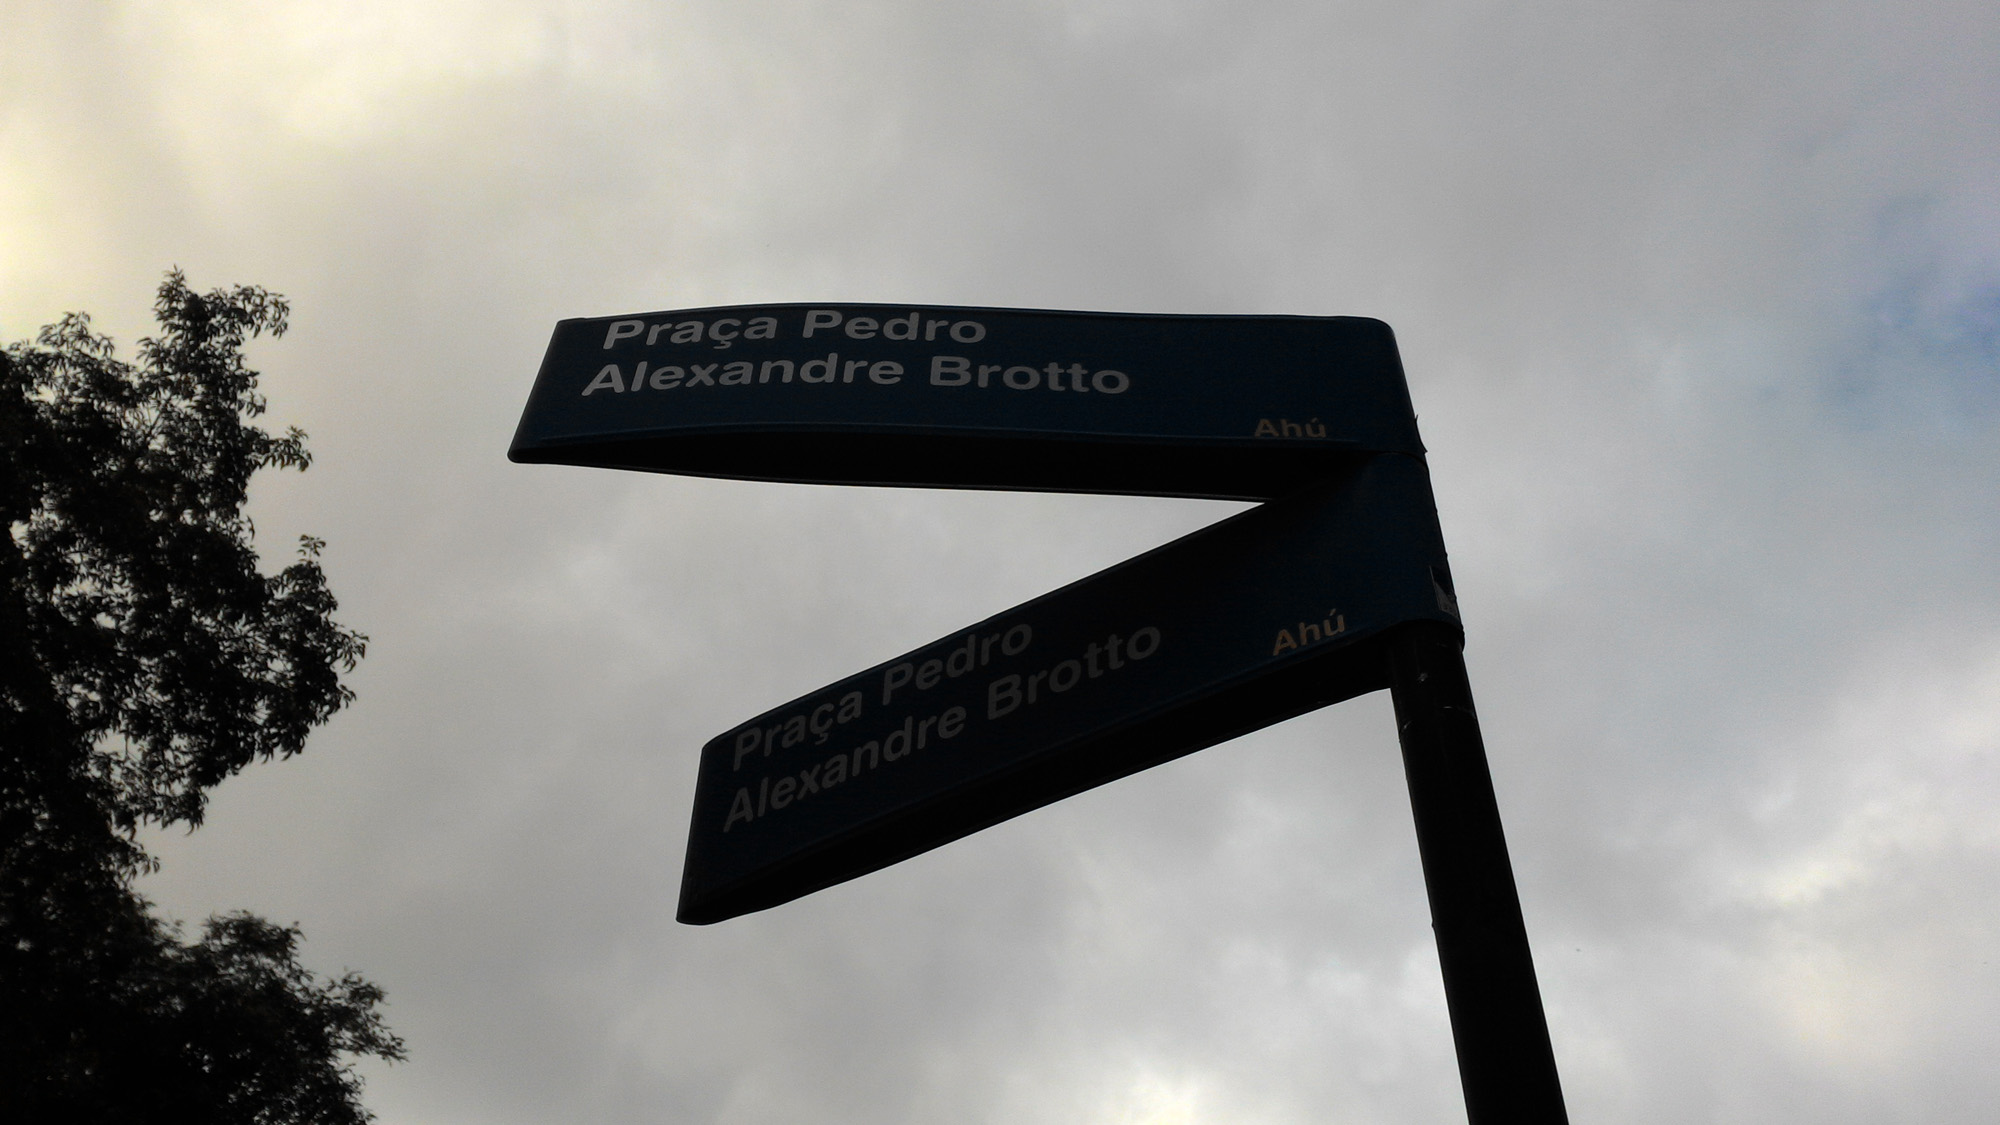 Praça Pedro
Alexandre Brotto
Ahú
Praça Pedro
Alexandre Brotto
Ahú